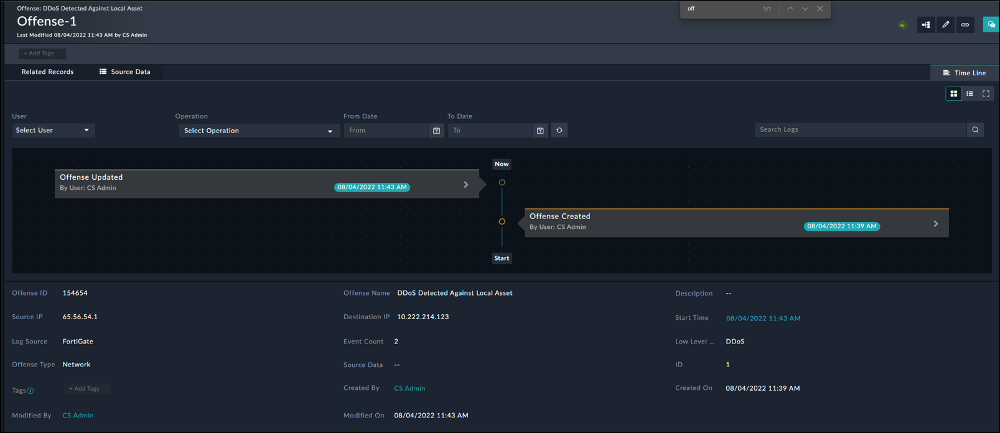 Offense: DDoS Detected Against Local Asset
off 1/1
Offense-1
Last Modified 08/04/2022 11:43 AM by CS Admin
+ Add Tags
Related Records Source Data Time Line
User Operation From Date To Date
Select User Select Operation From To Search Logs
Now
Offense Updated
By User: CS Admin 08/04/2022 11:43 AM
Offense Created
By User: CS Admin 08/04/2022 11:39 AM
Start
Offense ID 154654 Offense Name DDoS Detected Against Local Asset Description --
Source IP 65.56.54.1 Destination IP 10.222.214.123 Start Time 08/04/2022 11:43 AM
Log Source FortiGate Event Count 2 Low Level ... DDoS
Offense Type Network Source Data -- ID 1
Tags + Add Tags Created By CS Admin Created On 08/04/2022 11:39 AM
Modified By CS Admin Modified On 08/04/2022 11:43 AM